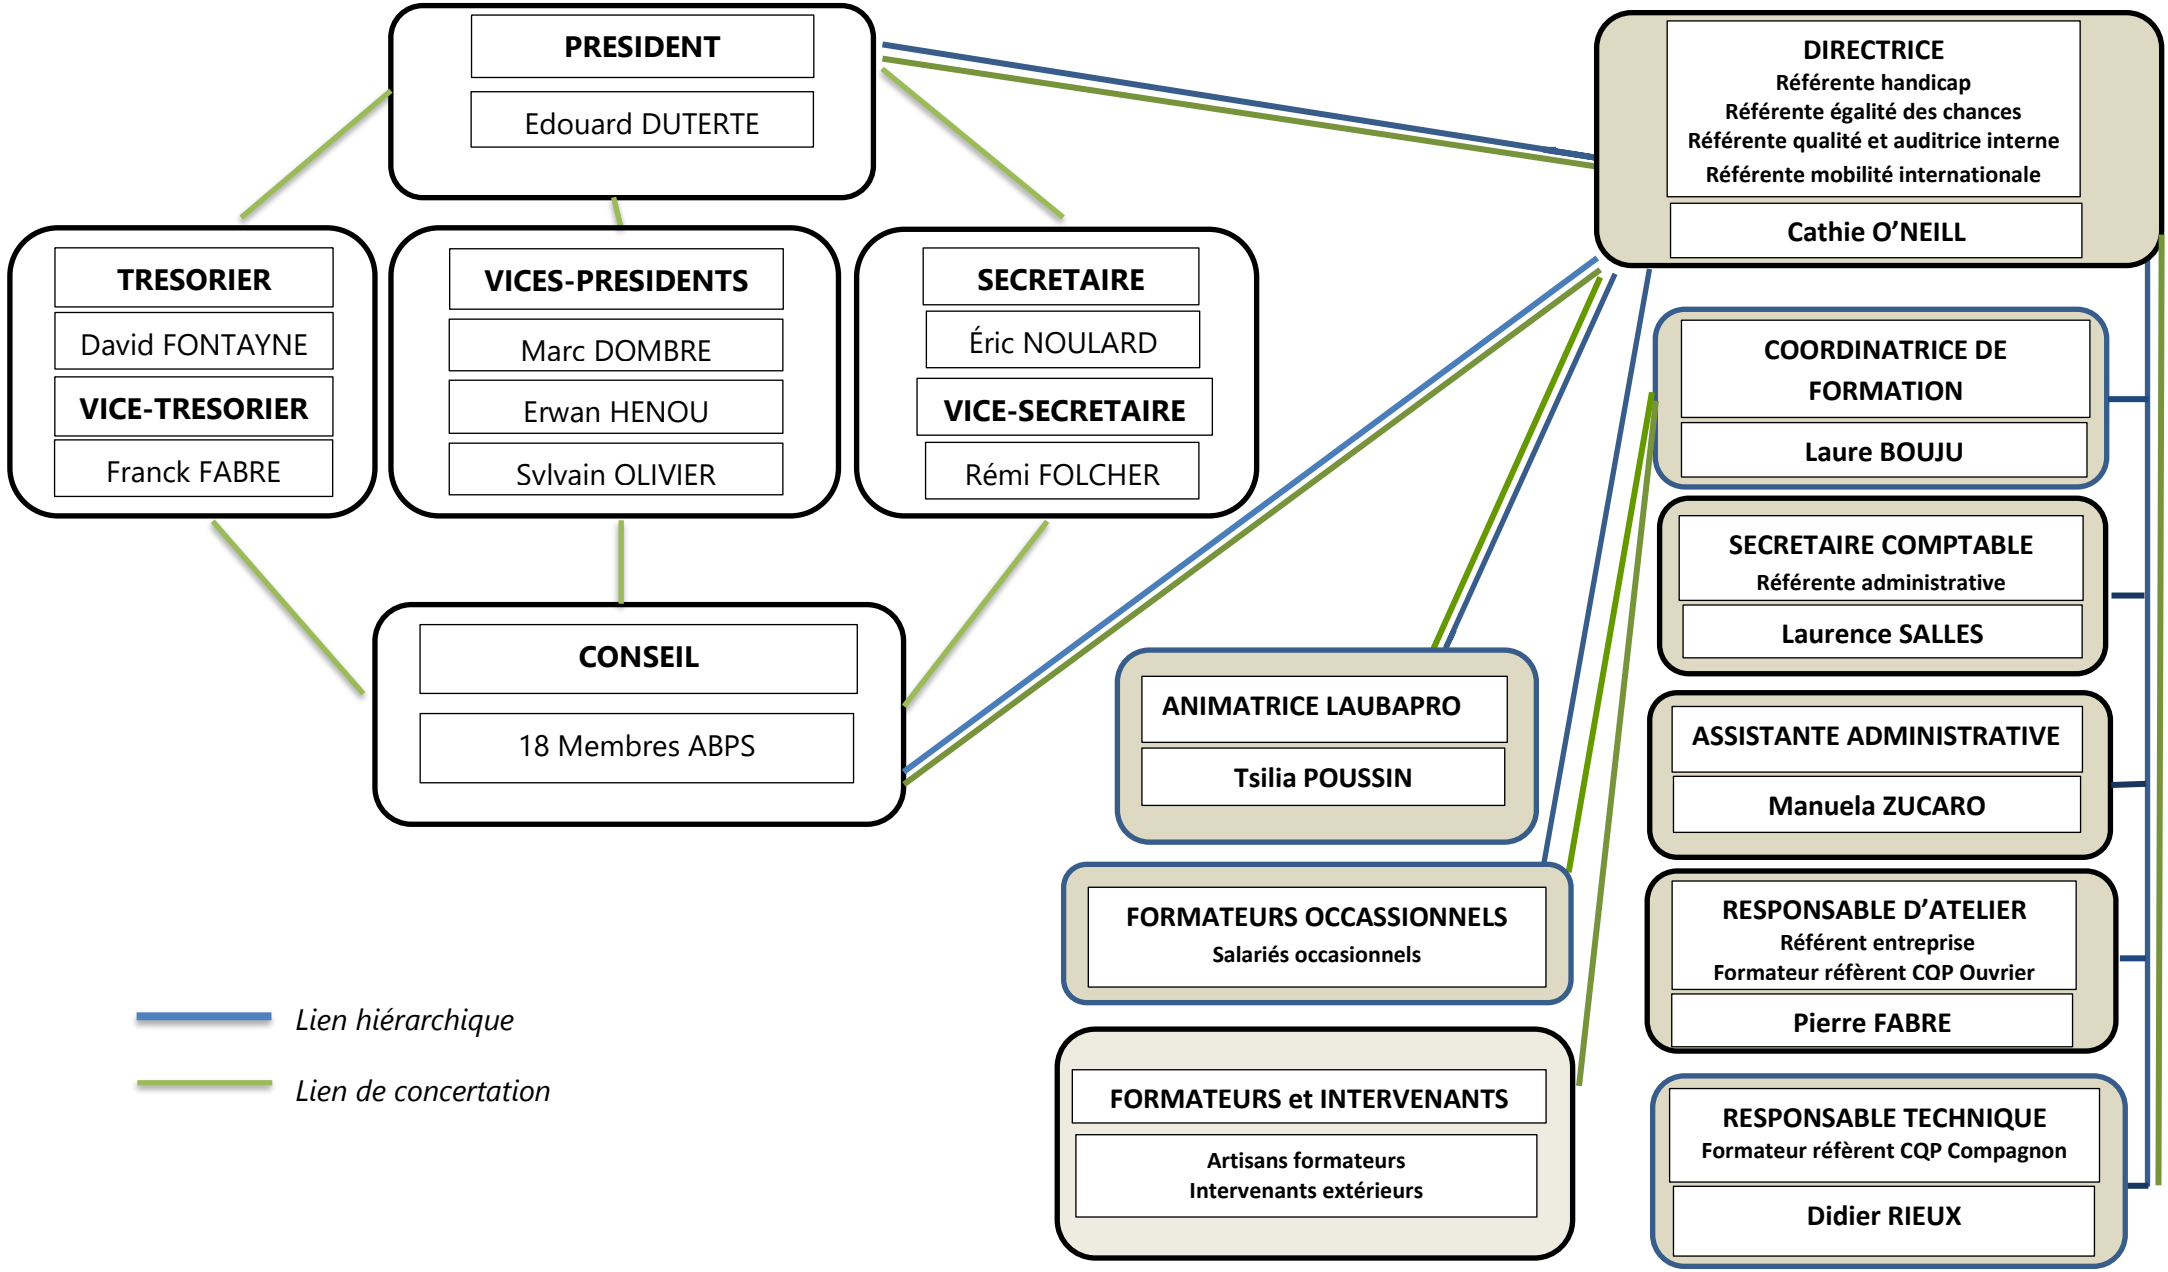 PRESIDENT
Edouard DUTERTE
DIRECTRICE
Référente handicap
Référente égalité des chances
Référente qualité et auditrice interne
Référente mobilité internationale
Cathie O’NEILL
TRESORIER
David FONTAYNE
VICE-TRESORIER
Franck FABRE
VICES-PRESIDENTS
Marc DOMBRE
Erwan HENOU
Sylvain OLIVIER
SECRETAIRE
Éric NOULARD
VICE-SECRETAIRE
Rémi FOLCHER
CONSEIL
18 Membres ABPS
COORDINATRICE DE
FORMATION
Laure BOUJU
SECRETAIRE COMPTABLE
Référente administrative
Laurence SALLES
ANIMATRICE LAUBAPRO
Tsilia POUSSIN
ASSISTANTE ADMINISTRATIVE
Manuela ZUCARO
FORMATEURS OCCASSIONNELS
Salariés occasionnels
RESPONSABLE D’ATELIER
Référent entreprise
Formateur réfèrent CQP Ouvrier
Pierre FABRE
FORMATEURS et INTERVENANTS
Artisans formateurs
Intervenants extérieurs
RESPONSABLE TECHNIQUE
Formateur réfèrent CQP Compagnon
Didier RIEUX
Lien hiérarchique
Lien de concertation